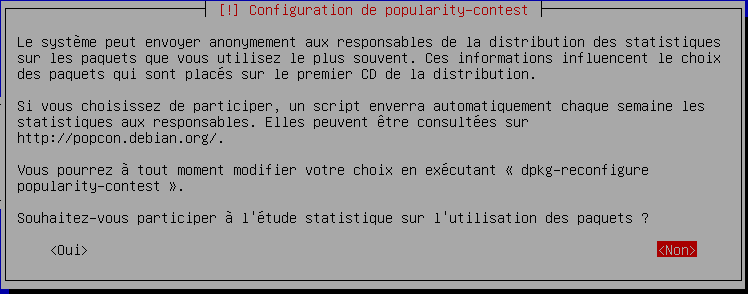 [!] Configuration de popularity-contest
Le système peut envoyer anonymement aux responsables de la distribution des statistiques
sur les paquets que vous utilisez le plus souvent. Ces informations influencent le choix
des paquets qui sont placés sur le premier CD de la distribution.
Si vous choisissez de participer, un script enverra automatiquement chaque semaine les
statistiques aux responsables. Elles peuvent être consultées sur
http://popcon.debian.org/.
Vous pourrez à tout moment modifier votre choix en exécutant « dpkg-reconfigure
popularity-contest ».
Souhaitez-vous participer à l'étude statistique sur l'utilisation des paquets ?
<Oui> <Non>